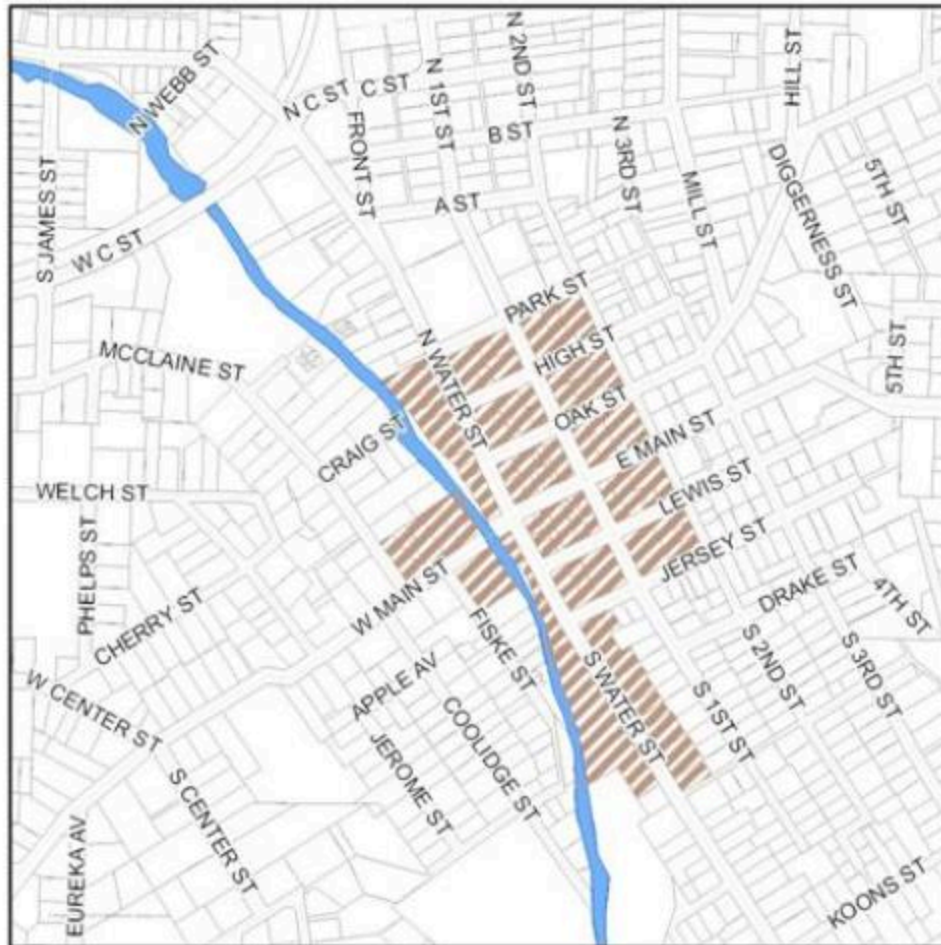 N WEBB ST
N C ST
C ST
N 1ST ST
N 2ND ST
HILL ST
FRONT ST
B ST
N 3RD ST
MILL ST
DIGGERNESS ST
5TH ST
S JAMES ST
W C ST
A ST
PARK ST
HIGH ST
5TH ST
MCCLAINE ST
N WATER ST
OAK ST
CRAIG ST
E MAIN ST
WELCH ST
LEWIS ST
PHELPS ST
JERSEY ST
CHERRY ST
W MAIN ST
DRAKE ST
4TH ST
FISKE ST
S WATER ST
S 1ST ST
S 2ND ST
S 3RD ST
W CENTER ST
APPLE AV
COOLIDGE ST
JEROME ST
S CENTER ST
EUREKA AV
KOONS ST